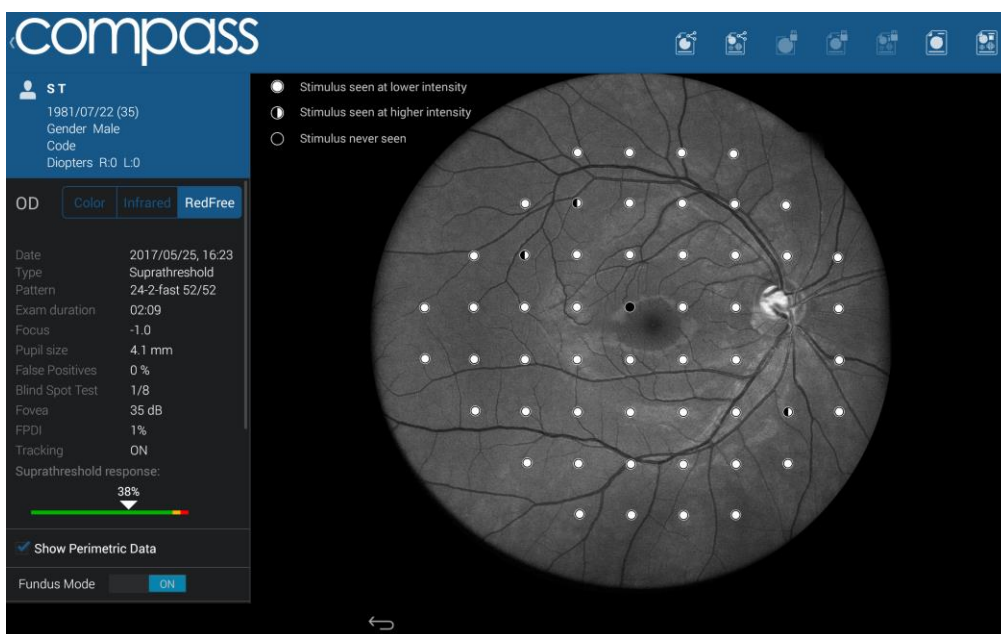 compass
S T
1981/07/22 (35)
Gender Male
Code
Diopters R:0 L:0
OD Color Infrared RedFree
Date 2017/05/25, 16:23
Type Suprathreshold
Pattern 24-2-fast 52/52
Exam duration 02:09
Focus -1.0
Pupil size 4.1 mm
False Positives 0 %
Blind Spot Test 1/8
Fovea 35 dB
FPDI 1%
Tracking ON
Suprathreshold response:
38%
Show Perimetric Data
Fundus Mode ON
Stimulus seen at lower intensity
Stimulus seen at higher intensity
Stimulus never seen